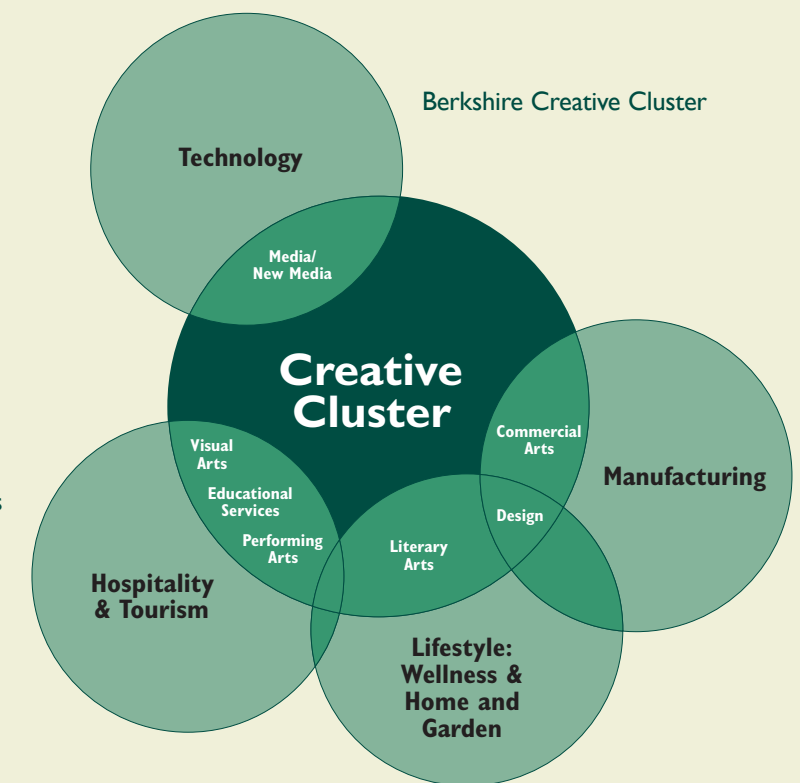 Berkshire Creative Cluster
Technology
Media/
New Media
Creative
Cluster
Commercial
Arts
Manufacturing
Visual
Arts
Educational
Services
Performing
Arts
Design
Literary
Arts
Hospitality
& Tourism
Lifestyle:
Wellness &
Home and
Garden
s